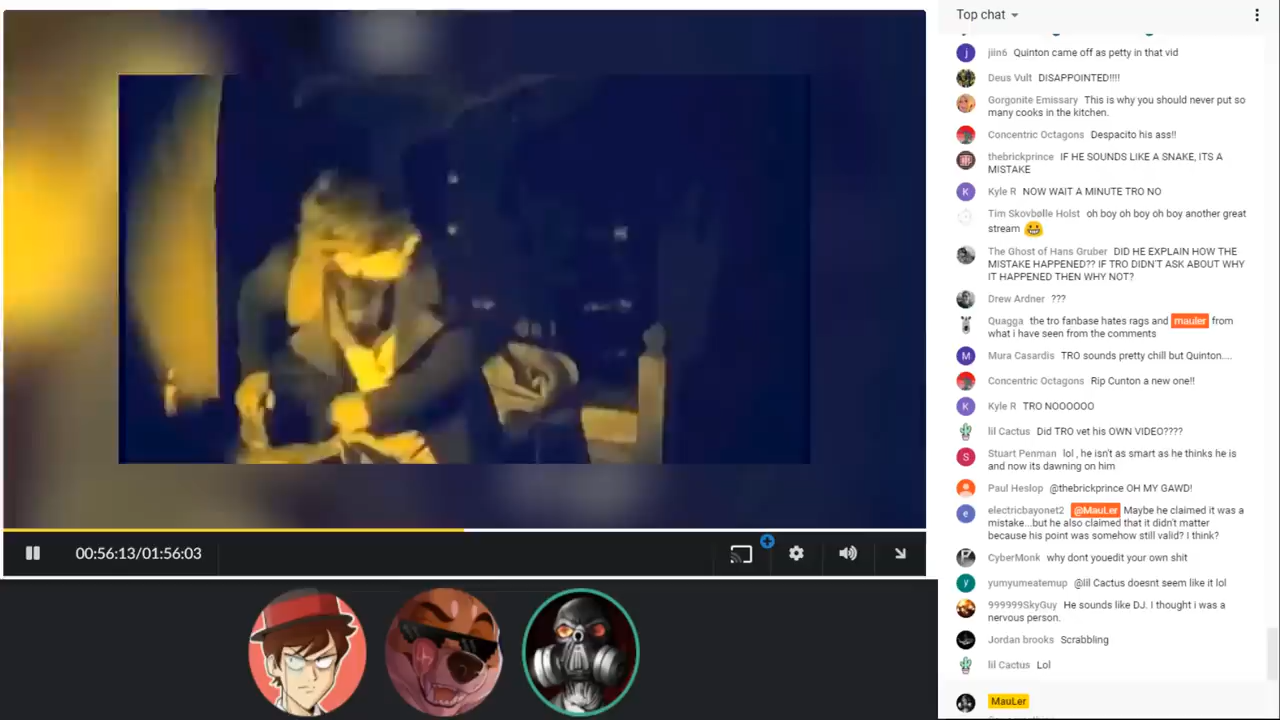 Top chat
jiin6 Quinton came off as petty in that vid
Deus Vult DISAPPOINTED!!!!
Gorgonite Emissary This is why you should never put so
many cooks in the kitchen.
Concentric Octagons Despacito his ass!!
thebrickprince IF HE SOUNDS LIKE A SNAKE, ITS A
MISTAKE
Kyle R NOW WAIT A MINUTE TRO NO
Tim Skovbølle Holst oh boy oh boy oh boy another great
stream
The Ghost of Hans Gruber DID HE EXPLAIN HOW THE
MISTAKE HAPPENED?? IF TRO DIDN'T ASK ABOUT WHY
IT HAPPENED THEN WHY NOT?
Drew Ardner ???
Quagga the tro fanbase hates rags and mauler from
what i have seen from the comments
Mura Casardis TRO sounds pretty chill but Quinton....
Concentric Octagons Rip Cunton a new one!!
Kyle R TRO NOOOOOO
lil Cactus Did TRO vet his OWN VIDEO????
Stuart Penman lol , he isn't as smart as he thinks he is
and now its dawning on him
Paul Heslop @thebrickprince OH MY GAWD!
electricbayonet2 @MauLer Maybe he claimed it was a
mistake...but he also claimed that it didn't matter
because his point was somehow still valid? I think?
CyberMonk why dont youedit your own shit
yumyumeatemup @lil Cactus doesnt seem like it lol
999999SkyGuy He sounds like DJ. I thought i was a
nervous person.
Jordan brooks Scrabbling
lil Cactus Lol
MauLer
00:56:13/01:56:03